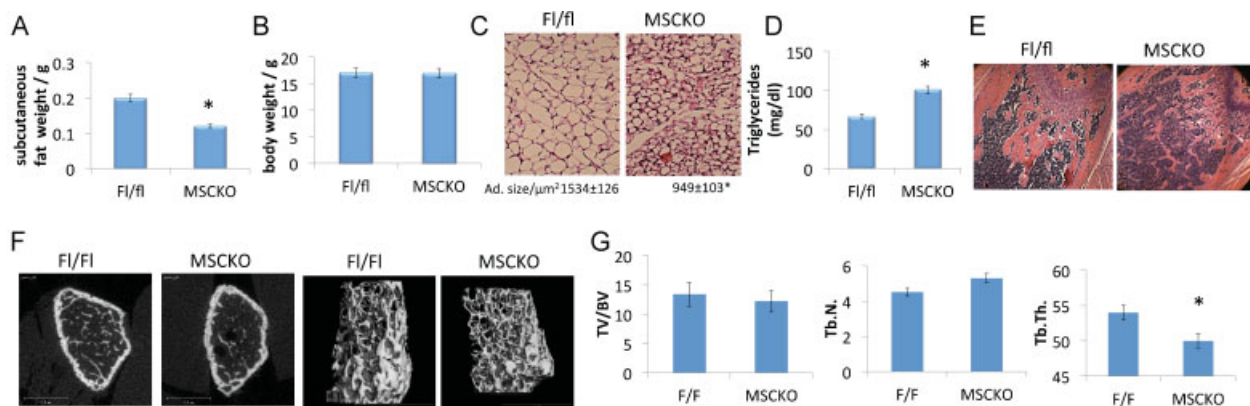 A
subcutaneous
fat weight / g
0.3
0.2
0.1
0
*
Fl/fl
MSCKO
B
body weight / g
20
15
10
5
0
Fl/fl
MSCKO
C
Fl/fl
MSCKO
Ad. size/µm² 1534±126
949±103*
D
Triglycerides
(mg/dl)
150
100
50
0
*
Fl/fl
MSCKO
E
Fl/fl
MSCKO
F
Fl/Fl
MSCKO
Fl/Fl
MSCKO
G
TV/BV
20
15
10
5
0
F/F
MSCKO
Tb.N.
6
4
2
0
F/F
MSCKO
Tb.Th.
60
55
50
45
*
F/F
MSCKO